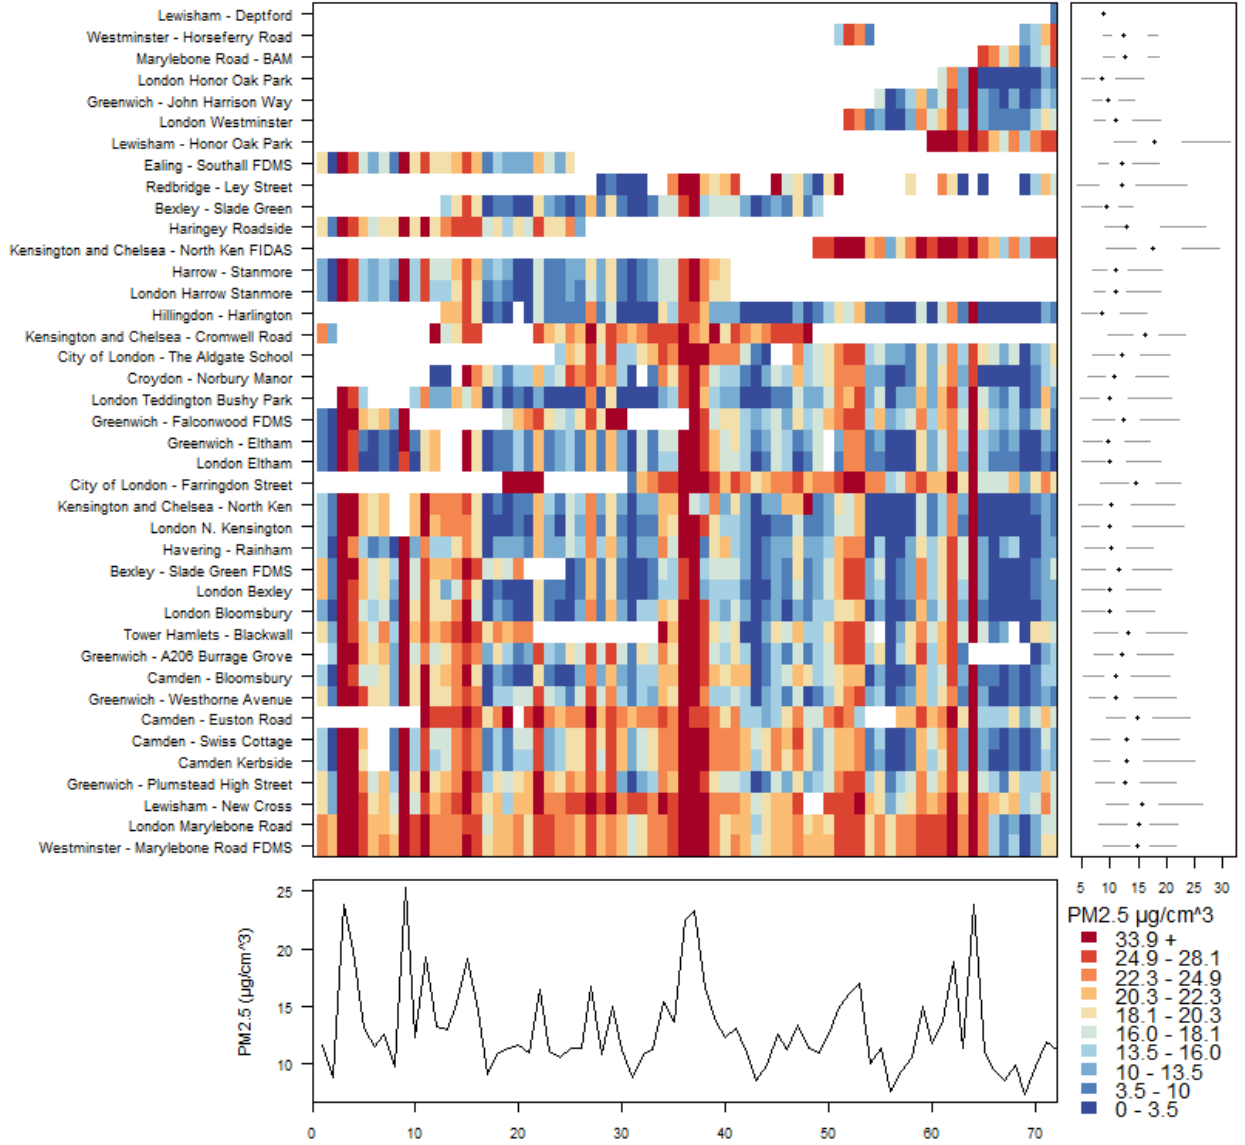 Lewisham - Deptford
Westminster - Horseferry Road
Marylebone Road - BAM
London Honor Oak Park
Greenwich - John Harrison Way
London Westminster
Lewisham - Honor Oak Park
Ealing - Southall FDMS
Redbridge - Ley Street
Bexley - Slade Green
Haringey Roadside
Kensington and Chelsea - North Ken FIDAS
Harrow - Stanmore
London Harrow Stanmore
Hillingdon - Harlington
Kensington and Chelsea - Cromwell Road
City of London - The Aldgate School
Croydon - Norbury Manor
London Teddington Bushy Park
Greenwich - Falconwood FDMS
Greenwich - Eltham
London Eltham
City of London - Farringdon Street
Kensington and Chelsea - North Ken
London N. Kensington
Havering - Rainham
Bexley - Slade Green FDMS
London Bexley
London Bloomsbury
Tower Hamlets - Blackwall
Greenwich - A206 Burrage Grove
Camden - Bloomsbury
Greenwich - Westhorne Avenue
Camden - Euston Road
Camden - Swiss Cottage
Camden Kerbside
Greenwich - Plumstead High Street
Lewisham - New Cross
London Marylebone Road
Westminster - Marylebone Road FDMS
5 10 15 20 25 30
PM2.5 µg/cm^3
33.9 +
24.9 - 28.1
22.3 - 24.9
20.3 - 22.3
18.1 - 20.3
16.0 - 18.1
13.5 - 16.0
10 - 13.5
3.5 - 10
0 - 3.5
PM2.5 (µg/cm^3)
25
20
15
10
0 10 20 30 40 50 60 70